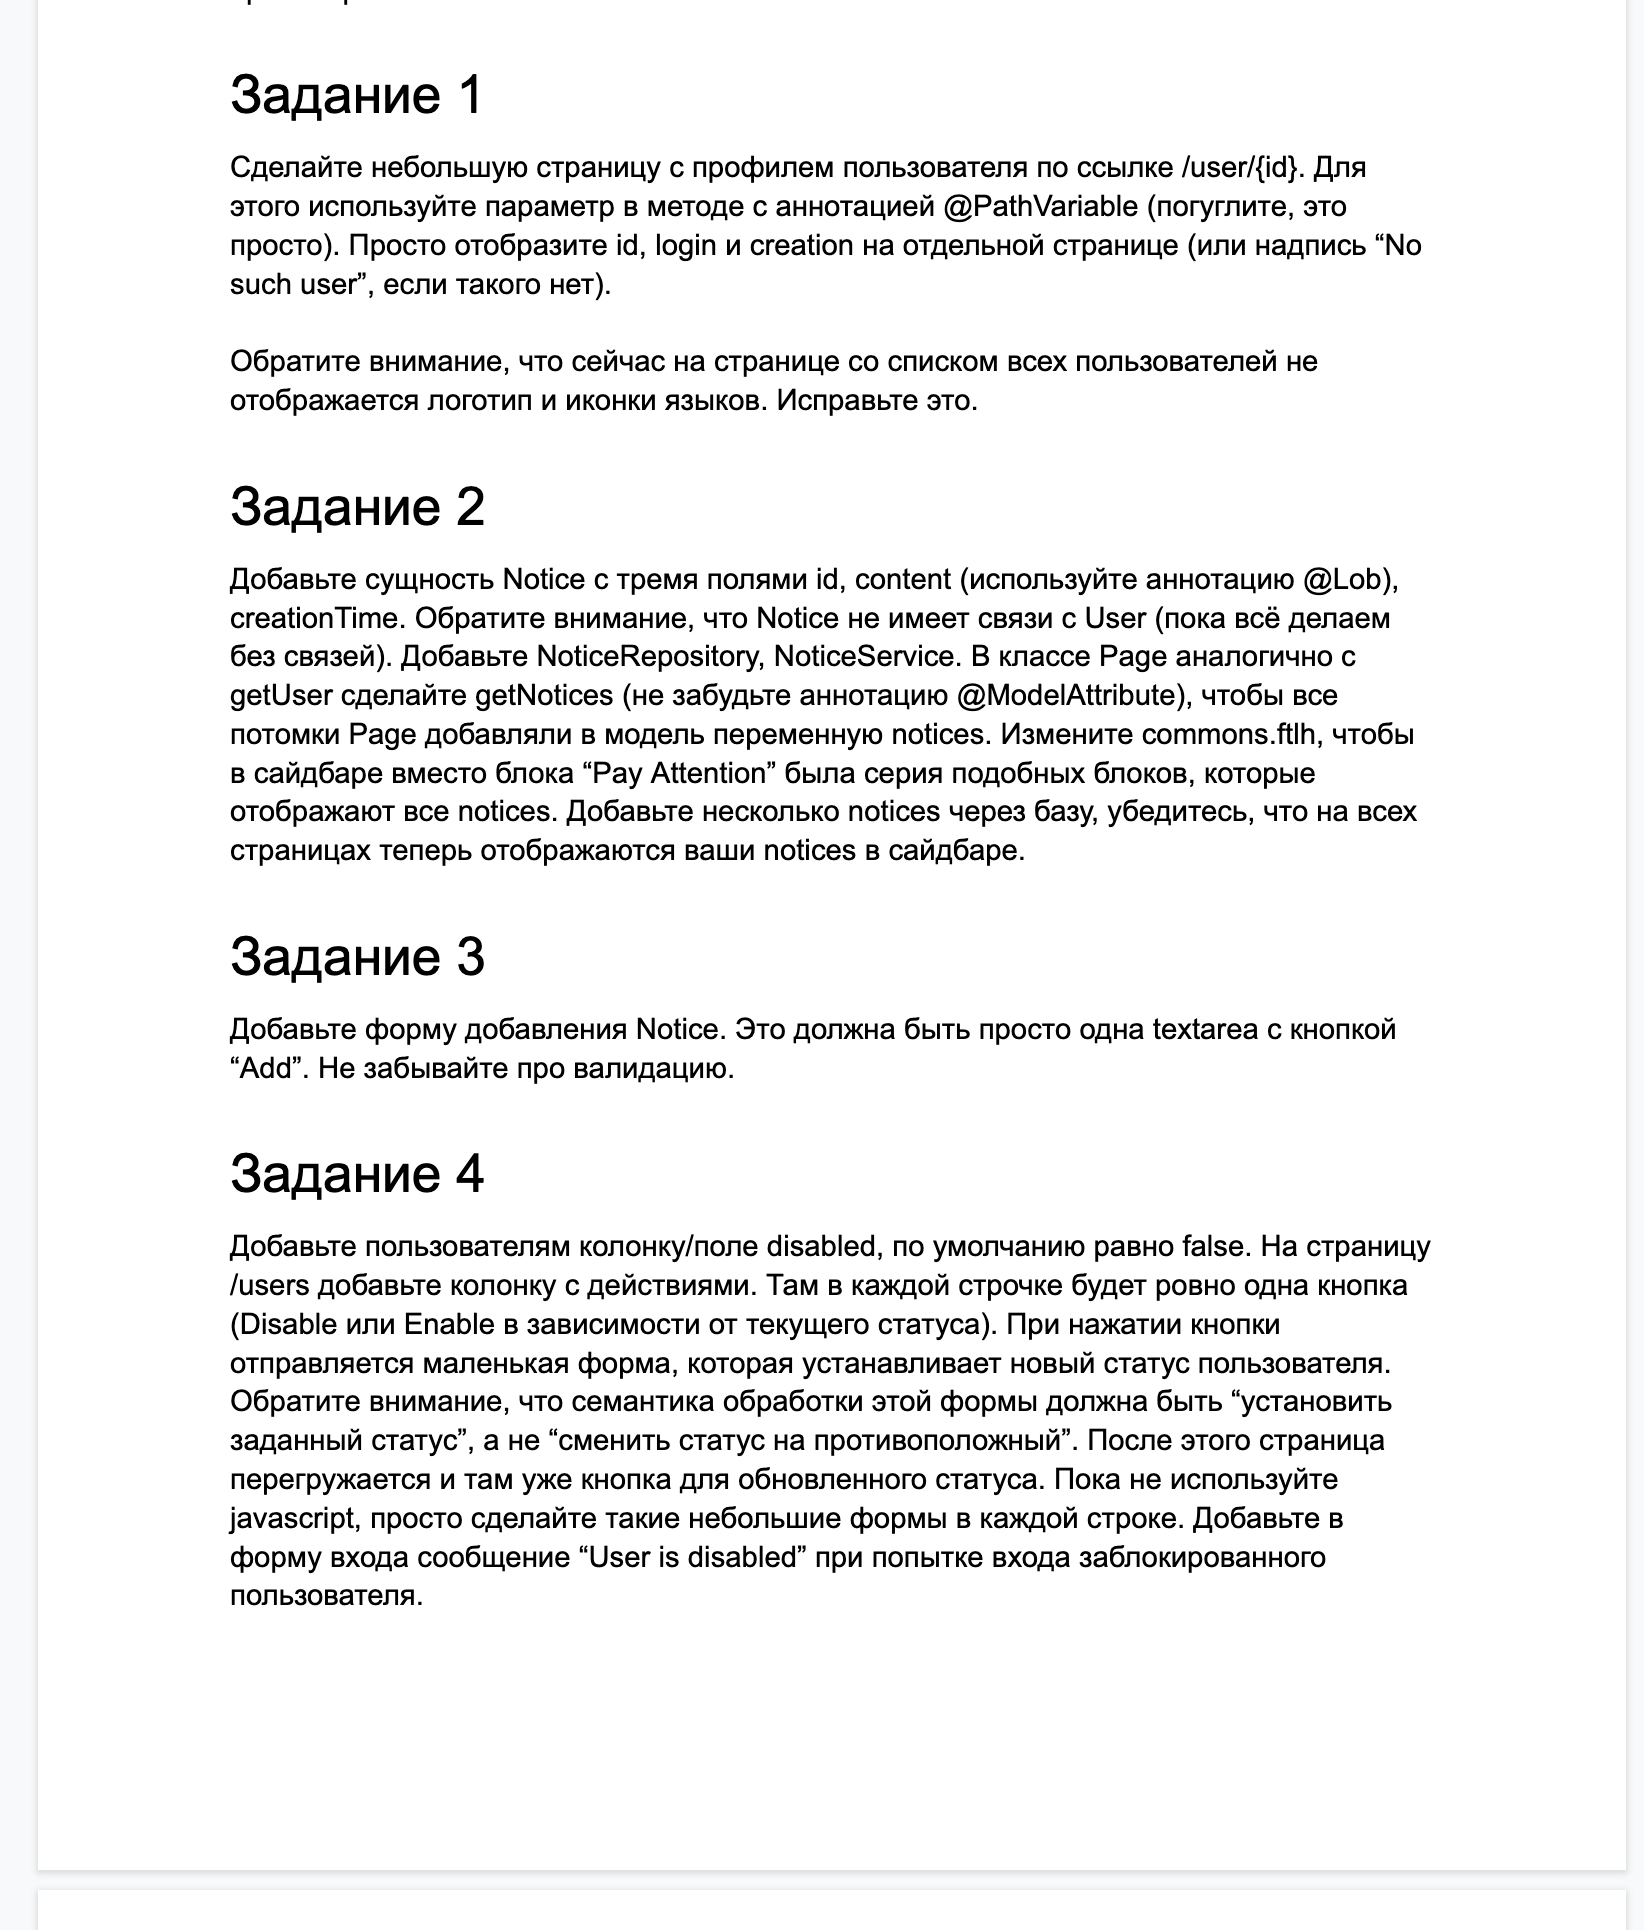 Задание 1
Сделайте небольшую страницу с профилем пользователя по ссылке /user/{id}. Для
этого используйте параметр в методе с аннотацией @PathVariable (погуглите, это
просто). Просто отобразите id, login и creation на отдельной странице (или надпись “No
such user”, если такого нет).
Обратите внимание, что сейчас на странице со списком всех пользователей не
отображается логотип и иконки языков. Исправьте это.
Задание 2
Добавьте сущность Notice с тремя полями id, content (используйте аннотацию @Lob),
creationTime. Обратите внимание, что Notice не имеет связи с User (пока всё делаем
без связей). Добавьте NoticeRepository, NoticeService. В классе Page аналогично с
getUser сделайте getNotices (не забудьте аннотацию @ModelAttribute), чтобы все
потомки Page добавляли в модель переменную notices. Измените commons.ftlh, чтобы
в сайдбаре вместо блока “Pay Attention” была серия подобных блоков, которые
отображают все notices. Добавьте несколько notices через базу, убедитесь, что на всех
страницах теперь отображаются ваши notices в сайдбаре.
Задание 3
Добавьте форму добавления Notice. Это должна быть просто одна textarea с кнопкой
“Add”. Не забывайте про валидацию.
Задание 4
Добавьте пользователям колонку/поле disabled, по умолчанию равно false. На страницу
/users добавьте колонку с действиями. Там в каждой строчке будет ровно одна кнопка
(Disable или Enable в зависимости от текущего статуса). При нажатии кнопки
отправляется маленькая форма, которая устанавливает новый статус пользователя.
Обратите внимание, что семантика обработки этой формы должна быть “установить
заданный статус”, а не “сменить статус на противоположный”. После этого страница
перегружается и там уже кнопка для обновленного статуса. Пока не используйте
javascript, просто сделайте такие небольшие формы в каждой строке. Добавьте в
форму входа сообщение “User is disabled” при попытке входа заблокированного
пользователя.